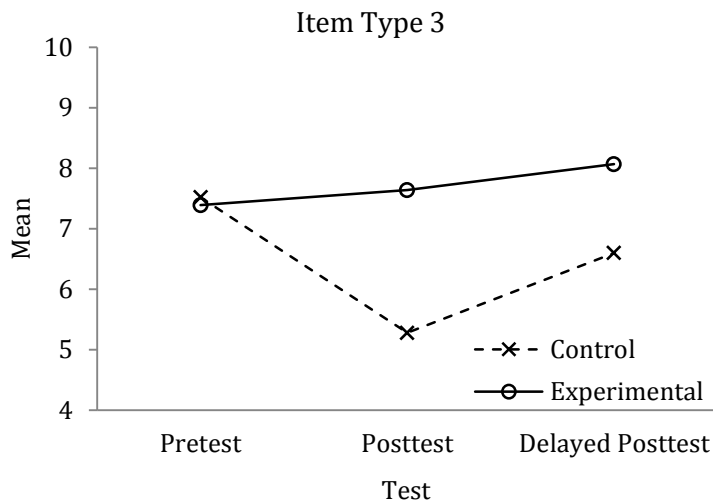 Item Type 3
10
9
8
7
6
5
4
Mean
Control
Experimental
Pretest Posttest Delayed Posttest
Test